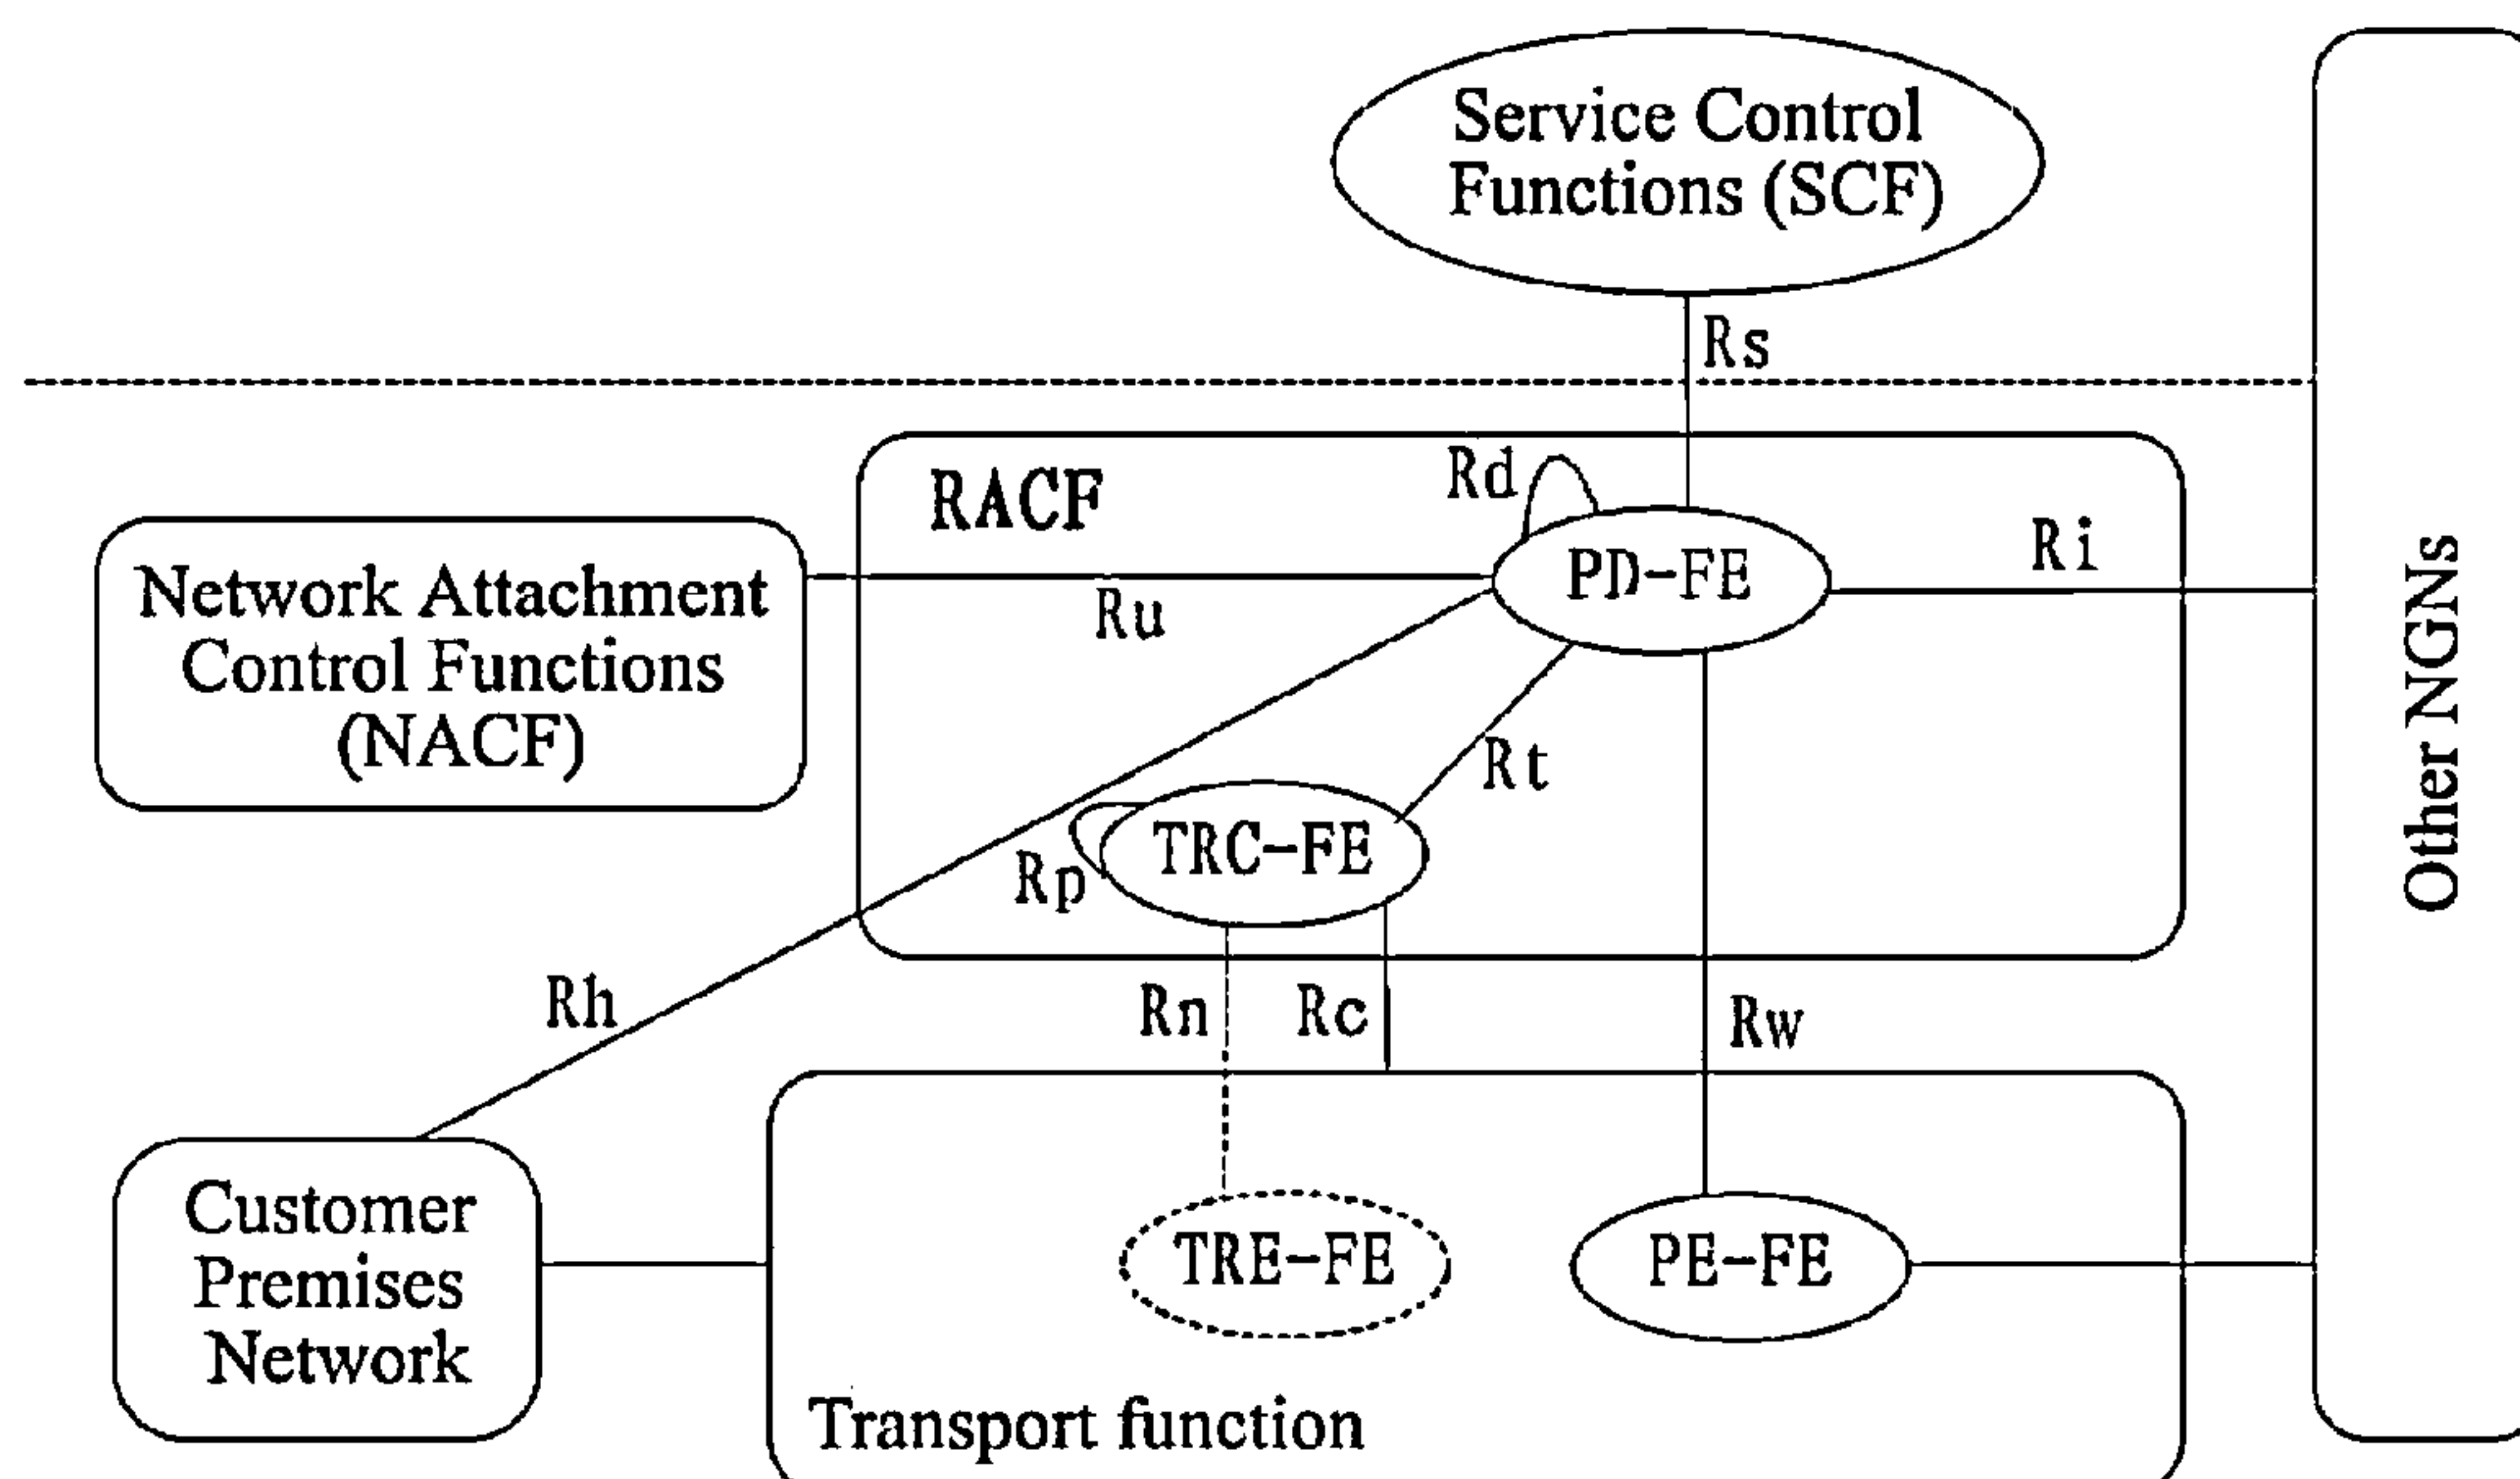 Service Control
Functions (SCF)
Rs
RACF
Rd
Ri
PD-FE
Network Attachment
Control Functions
(NACF)
Ru
Rt
TRC-FE
Rp
Other NGNs
Rh
Rn
Rc
Rw
Customer
Premises
Network
TRE-FE
PE-FE
Transport function